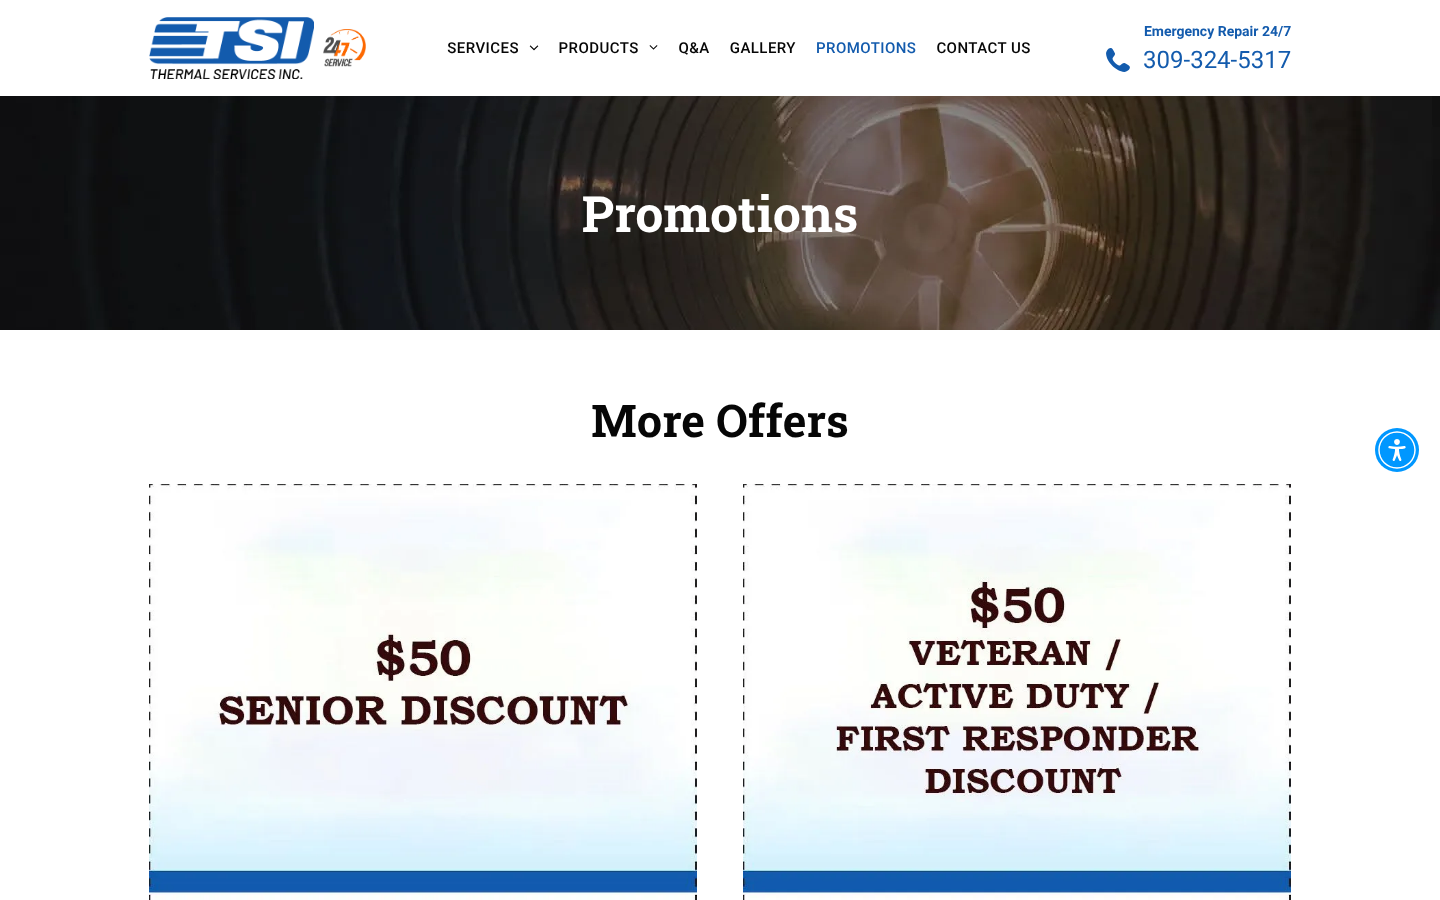 TSI
THERMAL SERVICES INC.
24/7
SERVICE
SERVICES
PRODUCTS
Q&A
GALLERY
PROMOTIONS
CONTACT US
Emergency Repair 24/7
309-324-5317
Promotions
More Offers
$50
SENIOR DISCOUNT
$50
VETERAN /
ACTIVE DUTY /
FIRST RESPONDER
DISCOUNT